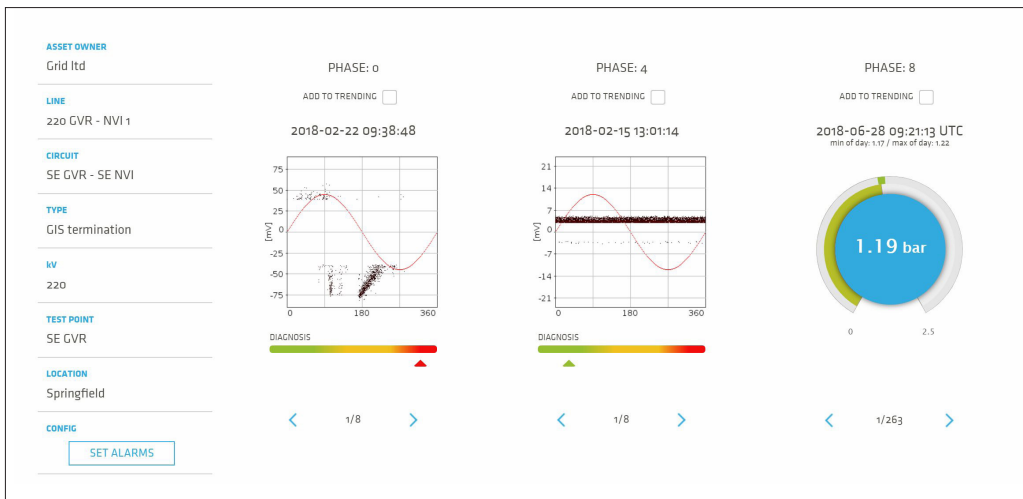 ASSET OWNER
Grid ltd
LINE
220 GVR - NVI 1
CIRCUIT
SE GVR - SE NVI
TYPE
GIS termination
kV
220
TEST POINT
SE GVR
LOCATION
Springfield
CONFIG
SET ALARMS
PHASE: 0
ADD TO TRENDING
2018-02-22 09:38:48
75
50
25
0
-25
-50
-75
[mV]
0 180 360
DIAGNOSIS
1/8
PHASE: 4
ADD TO TRENDING
2018-02-15 13:01:14
21
14
7
0
-7
-14
-21
[mV]
0 180 360
DIAGNOSIS
1/8
PHASE: 8
ADD TO TRENDING
2018-06-28 09:21:13 UTC
min of day: 1.17 / max of day: 1.22
1.19 bar
0 2.5
1/263